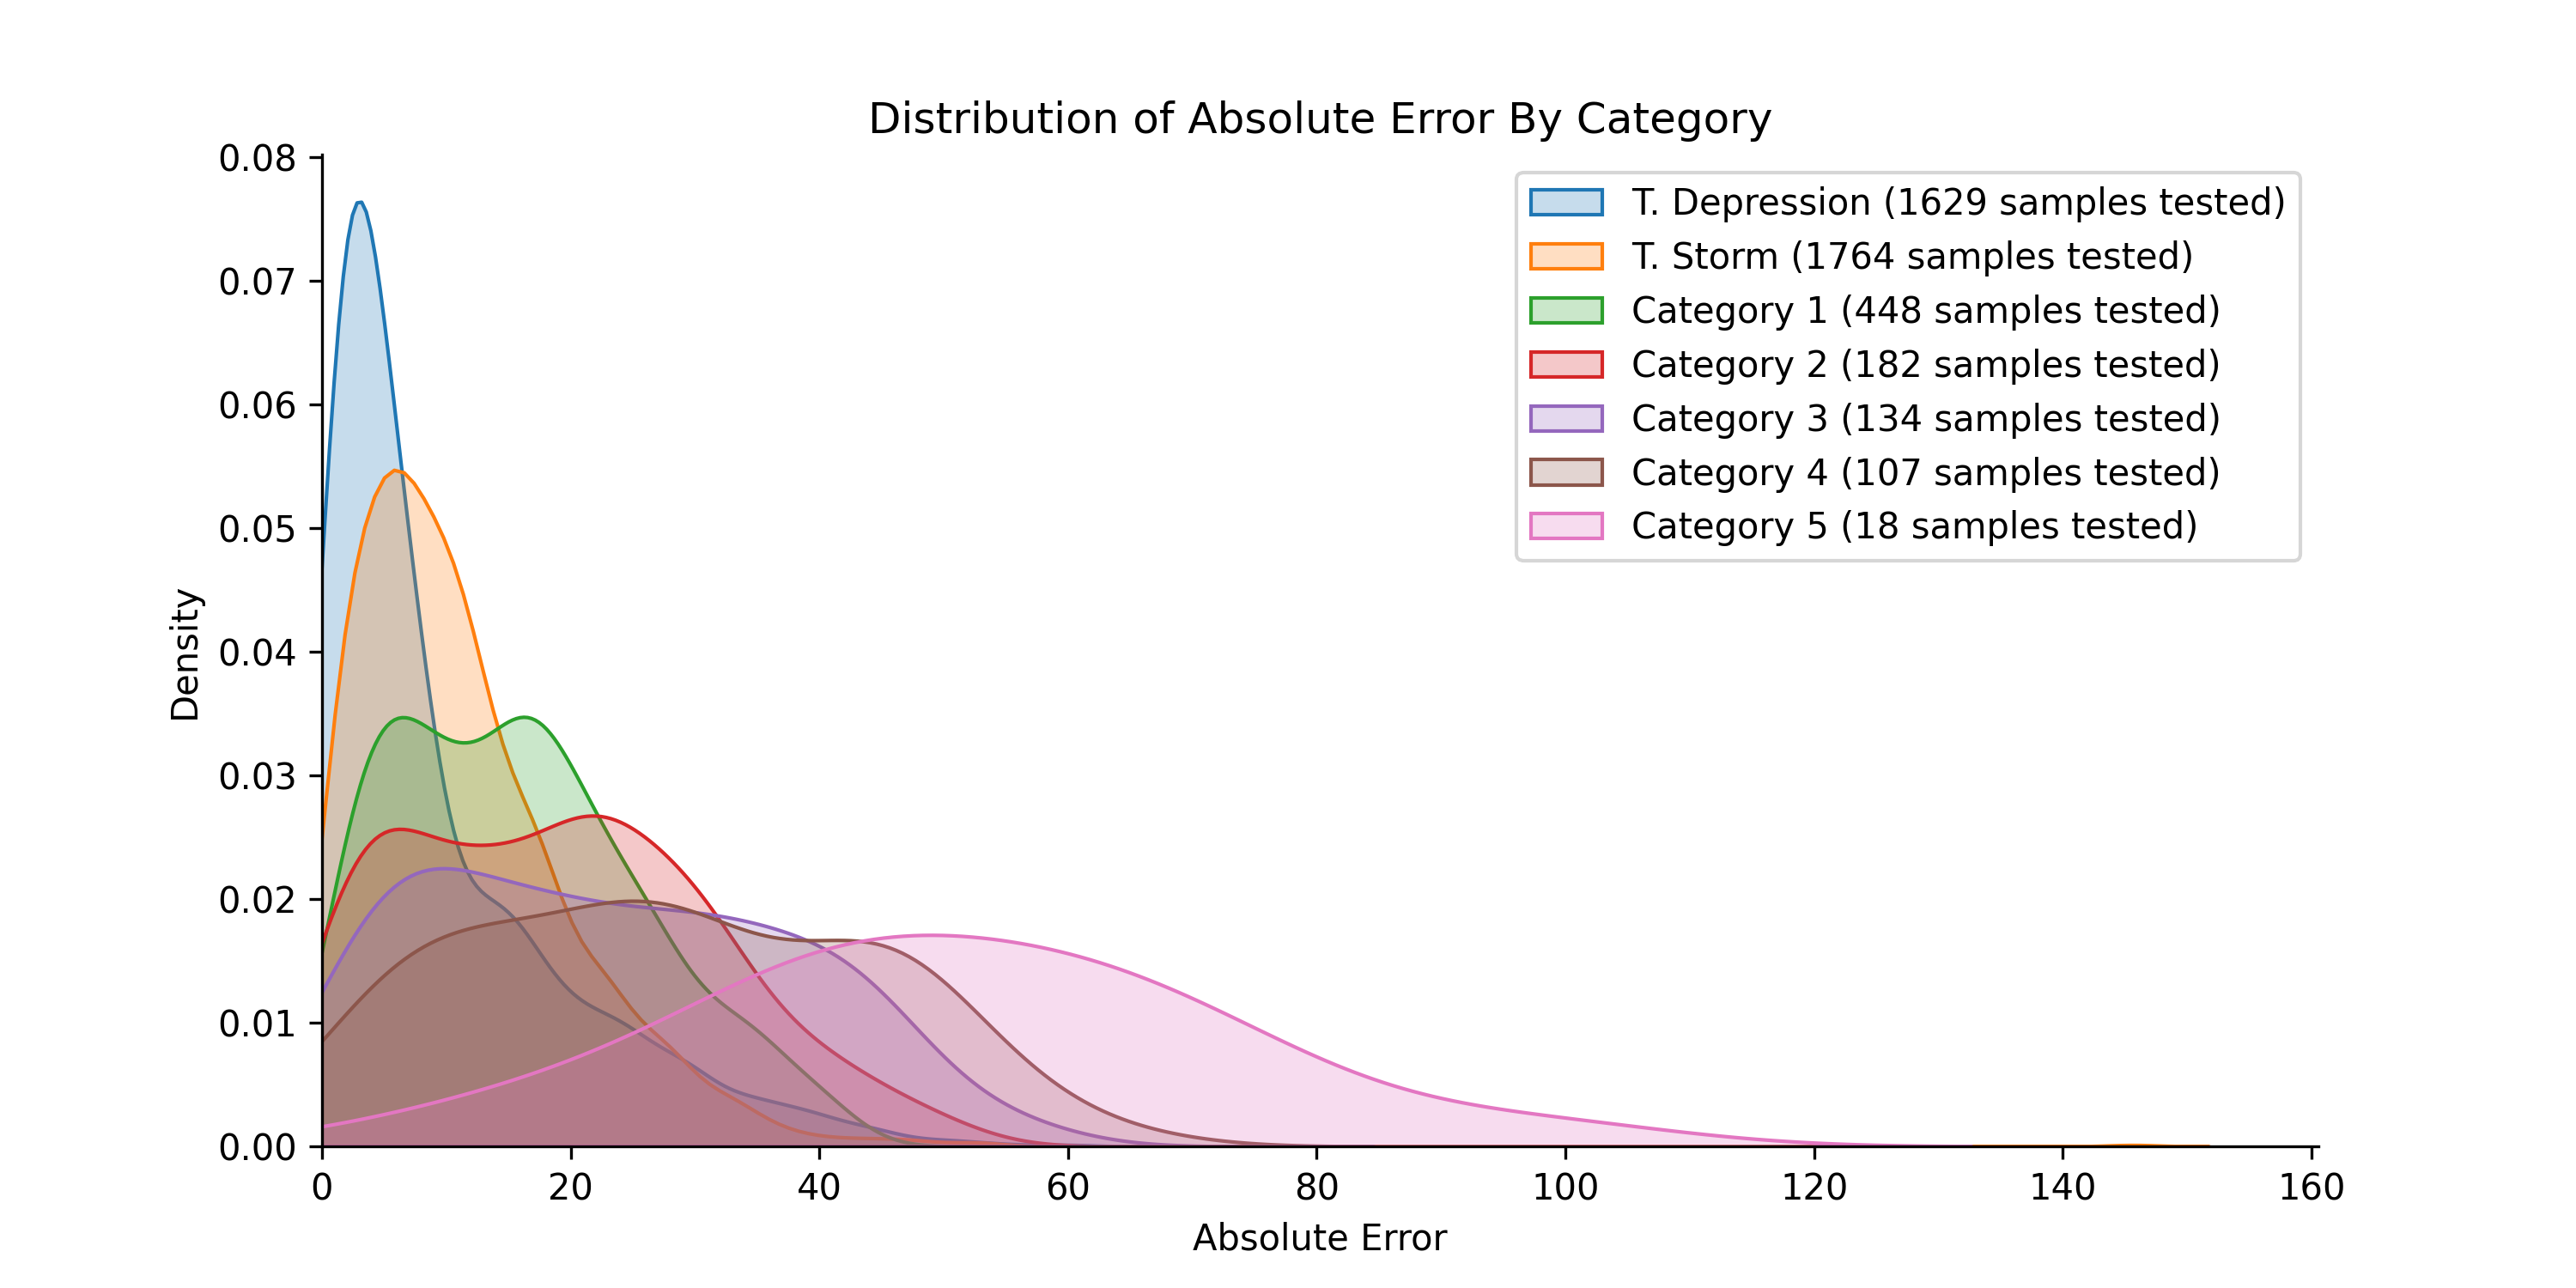 Distribution of Absolute Error By Category
0.08
0.07
0.06
0.05
0.04
0.03
0.02
0.01
0.00
Density
T. Depression (1629 samples tested)
T. Storm (1764 samples tested)
Category 1 (448 samples tested)
Category 2 (182 samples tested)
Category 3 (134 samples tested)
Category 4 (107 samples tested)
Category 5 (18 samples tested)
0 20 40 60 80 100 120 140 160
Absolute Error